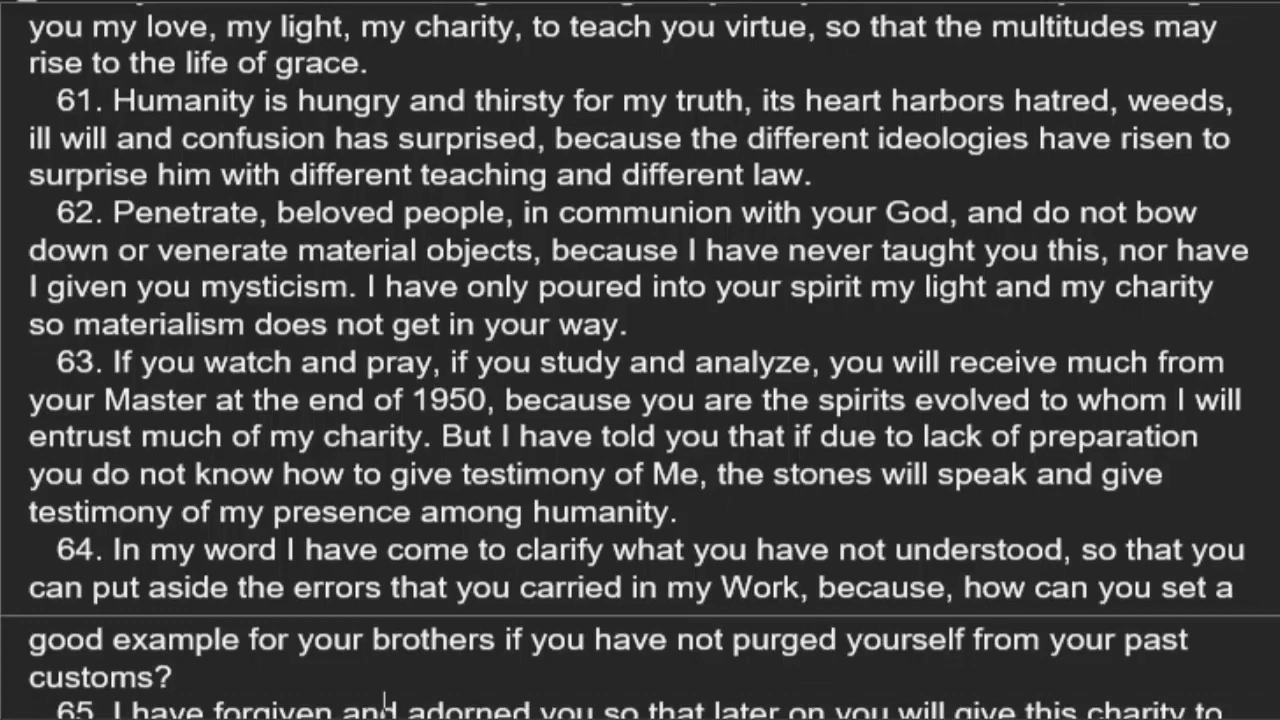 you my love, my light, my charity, to teach you virtue, so that the multitudes may
rise to the life of grace.
61. Humanity is hungry and thirsty for my truth, its heart harbors hatred, weeds,
ill will and confusion has surprised, because the different ideologies have risen to
surprise him with different teaching and different law.
62. Penetrate, beloved people, in communion with your God, and do not bow
down or venerate material objects, because I have never taught you this, nor have
I given you mysticism. I have only poured into your spirit my light and my charity
so materialism does not get in your way.
63. If you watch and pray, if you study and analyze, you will receive much from
your Master at the end of 1950, because you are the spirits evolved to whom I will
entrust much of my charity. But I have told you that if due to lack of preparation
you do not know how to give testimony of Me, the stones will speak and give
testimony of my presence among humanity.
64. In my word I have come to clarify what you have not understood, so that you
can put aside the errors that you carried in my Work, because, how can you set a
good example for your brothers if you have not purged yourself from your past
customs?
65. I have forgiven and adorned you so that later on you will give this charity to